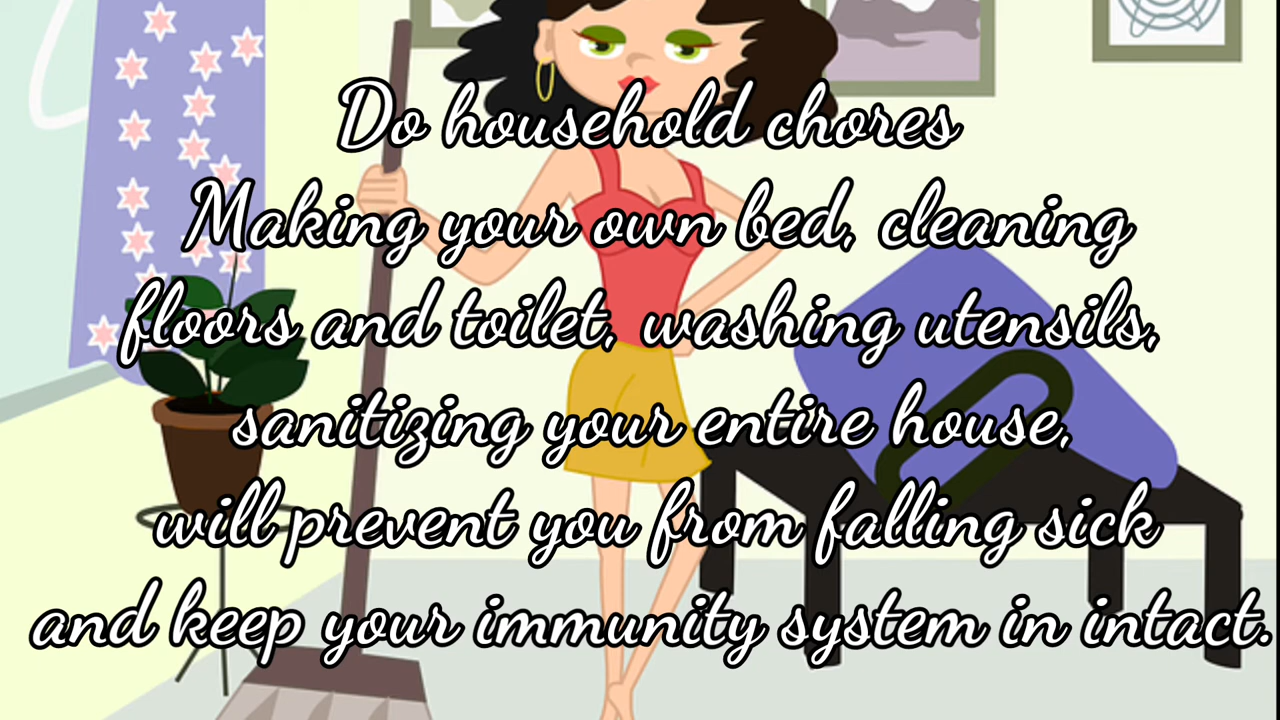 Do household chores
Making your own bed, cleaning
floors and toilet, washing utensils,
sanitizing your entire house,
will prevent you from falling sick
and keep your immunity system in intact.